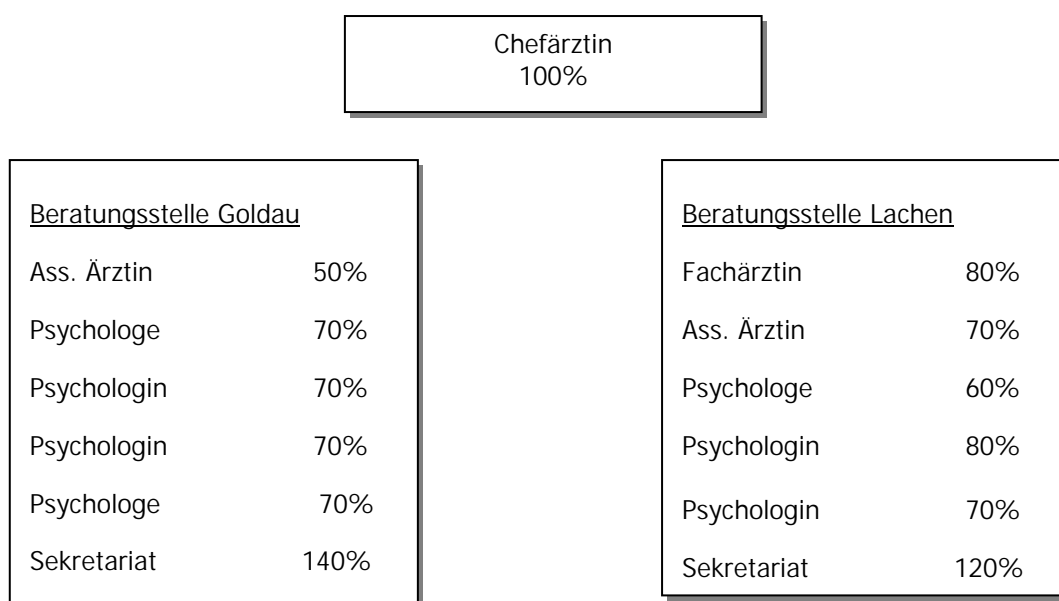 Chefärztin
100%
Beratungsstelle Goldau
Ass. Ärztin 50%
Psychologe 70%
Psychologin 70%
Psychologin 70%
Psychologe 70%
Sekretariat 140%
Beratungsstelle Lachen
Fachärztin 80%
Ass. Ärztin 70%
Psychologe 60%
Psychologin 80%
Psychologin 70%
Sekretariat 120%